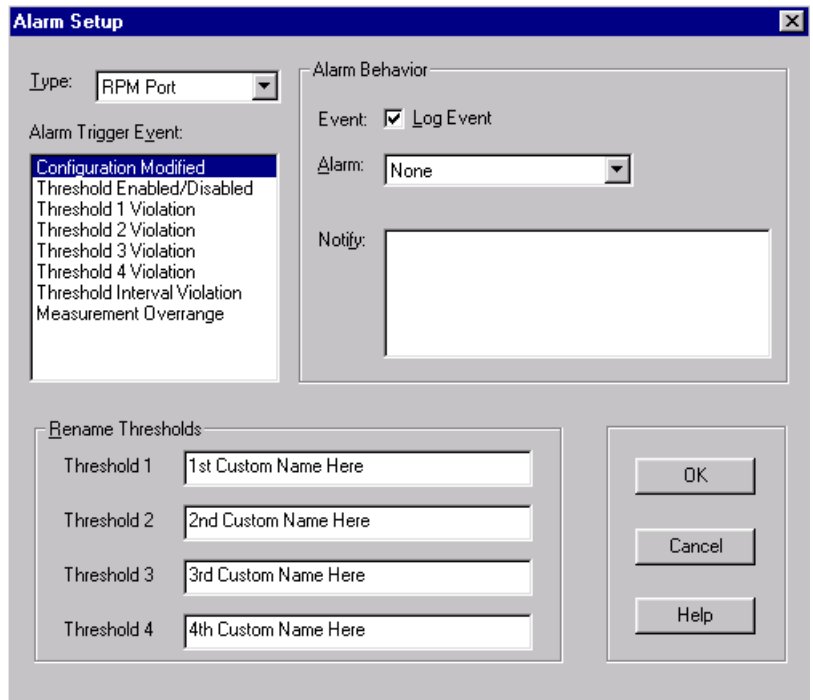 Alarm Setup
Type: RPM Port
Alarm Trigger Event:
Configuration Modified
Threshold Enabled/Disabled
Threshold 1 Violation
Threshold 2 Violation
Threshold 3 Violation
Threshold 4 Violation
Threshold Interval Violation
Measurement Overrange
Alarm Behavior
Event: Log Event
Alarm: None
Notify:
Rename Thresholds
Threshold 1 1st Custom Name Here
Threshold 2 2nd Custom Name Here
Threshold 3 3rd Custom Name Here
Threshold 4 4th Custom Name Here
OK
Cancel
Help